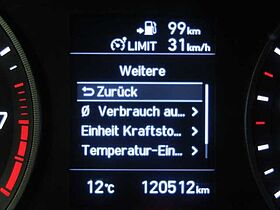 99km
LIMIT 31km/h
Weitere
Zurück
Ø Verbrauch au...
Einheit Kraftsto...
Temperatur-Ein...
12°C 120512km